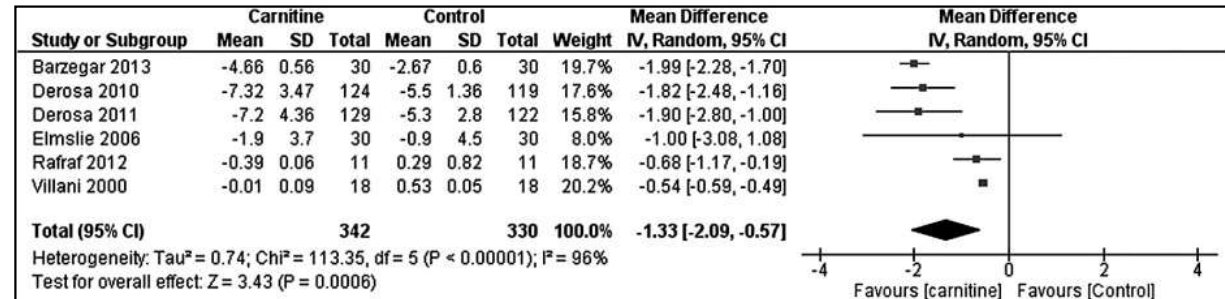 Carnitine Control Mean Difference Mean Difference
Study or Subgroup Mean SD Total Mean SD Total Weight IV, Random, 95% CI IV, Random, 95% CI
Barzegar 2013 -4.66 0.56 30 -2.67 0.6 30 19.7% -1.99 [-2.28, -1.70]
Derosa 2010 -7.32 3.47 124 -5.5 1.36 119 17.6% -1.82 [-2.48, -1.16]
Derosa 2011 -7.2 4.36 129 -5.3 2.8 122 15.8% -1.90 [-2.80, -1.00]
Elmslie 2006 -1.9 3.7 30 -0.9 4.5 30 8.0% -1.00 [-3.08, 1.08]
Rafraf 2012 -0.39 0.06 11 0.29 0.82 11 18.7% -0.68 [-1.17, -0.19]
Villani 2000 -0.01 0.09 18 0.53 0.05 18 20.2% -0.54 [-0.59, -0.49]
Total (95% CI) 342 330 100.0% -1.33 [-2.09, -0.57]
Heterogeneity: Tau² = 0.74; Chi² = 113.35, df = 5 (P < 0.00001); I² = 96%
Test for overall effect: Z = 3.43 (P = 0.0006)
-4 -2 0 2 4
Favours [carnitine] Favours [Control]